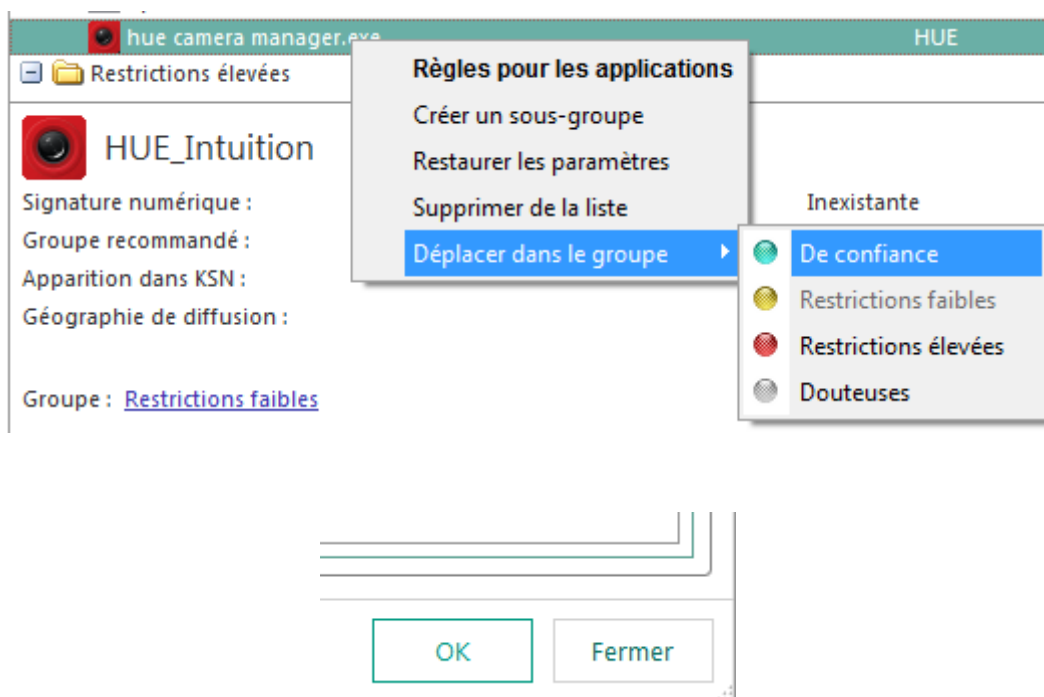 hue camera manager.exe HUE
Restrictions élevées
Règles pour les applications
Créer un sous-groupe
Restaurer les paramètres
Supprimer de la liste
Déplacer dans le groupe
HUE_Intuition
Signature numérique : Inexistante
Groupe recommandé :
Apparition dans KSN :
Géographie de diffusion :
Groupe : Restrictions faibles
De confiance
Restrictions faibles
Restrictions élevées
Douteuses
OK Fermer